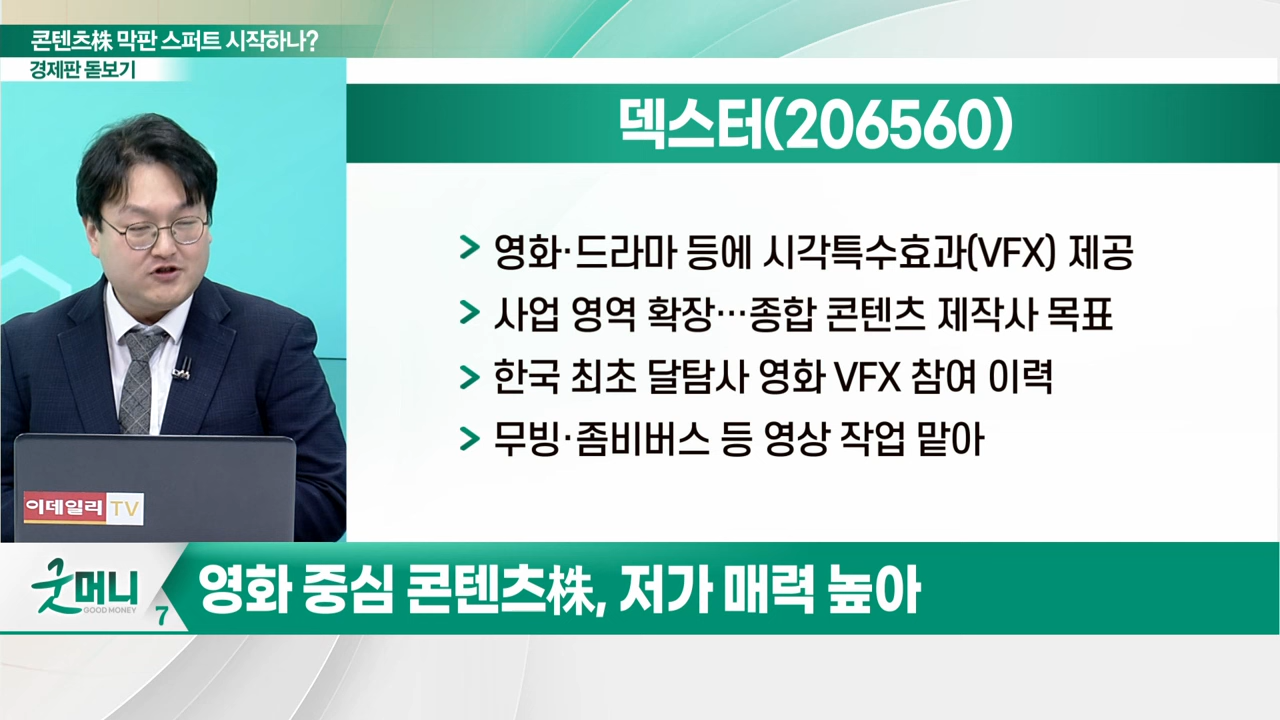 콘텐츠株 막판 스퍼트 시작하나?
경제판 돋보기
덱스터(206560)
> 영화·드라마 등에 시각특수효과(VFX) 제공
> 사업 영역 확장…종합 콘텐츠 제작사 목표
> 한국 최초 달탐사 영화 VFX 참여 이력
> 무빙·좀비버스 등 영상 작업 맡아
이데일리 TV
굿머니
GOOD MONEY
7
영화 중심 콘텐츠株, 저가 매력 높아